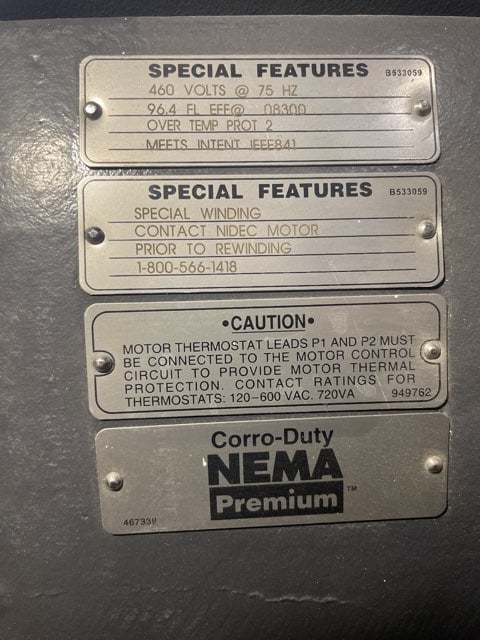 SPECIAL FEATURES B533059
460 VOLTS @ 75 HZ
96.4 FL EFF@ 08300
OVER TEMP PROT 2
MEETS INTENT IEEE841
SPECIAL FEATURES B533059
SPECIAL WINDING
CONTACT NIDEC MOTOR
PRIOR TO REWINDING
1-800-566-1418
•CAUTION•
MOTOR THERMOSTAT LEADS P1 AND P2 MUST
BE CONNECTED TO THE MOTOR CONTROL
CIRCUIT TO PROVIDE MOTOR THERMAL
PROTECTION. CONTACT RATINGS FOR
THERMOSTATS: 120-600 VAC. 720VA 949762
Corro-Duty
NEMA
Premium™
467339